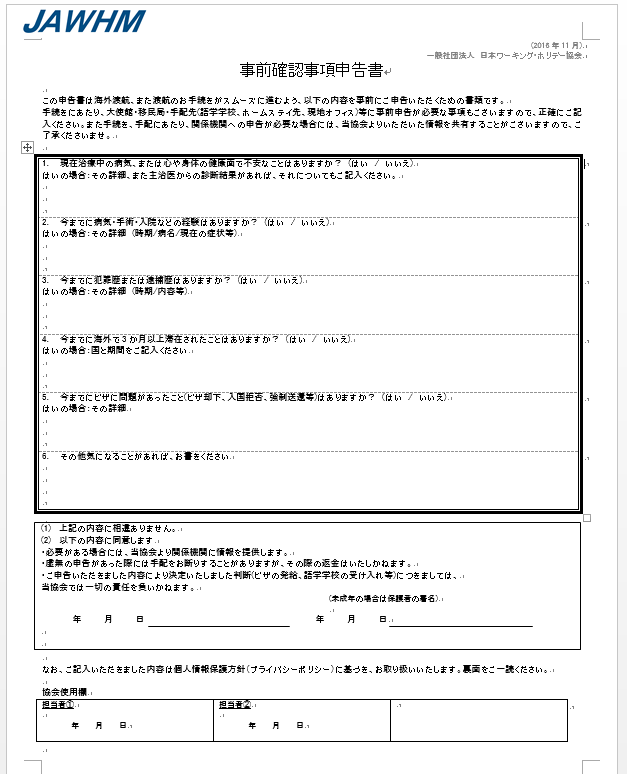 JAWHM
(2016 年 11 月)
一般社団法人 日本ワーキング・ホリデー協会
事前確認事項申告書
この申告書は海外渡航、また渡航のお手続きがスムーズに進むよう、以下の内容を事前にご申告いただくための書類です。
手続きにあたり、大使館・移民局・手配先(語学学校、ホームステイ先、現地オフィス)等に事前申告が必要な事項もございますので、正確にご記
入ください。また手続き、手配にあたり、関係機関への申告が必要な場合には、当協会よりいただいた情報を共有することがございますので、ご
了承くださいませ。
1. 現在治療中の病気、または心や身体の健康面で不安なことはありますか？ (はい / いいえ)
はいの場合：その詳細、また主治医からの診断結果があれば、それについてもご記入ください。
2. 今までに病気・手術・入院などの経験はありますか？ (はい / いいえ)
はいの場合：その詳細 (時期/病名/現在の症状等)
3. 今までに犯罪歴または逮捕歴はありますか？ (はい / いいえ)
はいの場合：その詳細 (時期/内容等)
4. 今までに海外で 3 か月以上滞在されたことはありますか？ (はい / いいえ)
はいの場合：国と期間をご記入ください
5. 今までにビザに問題があったこと(ビザ却下、入国拒否、強制送還等)はありますか？ (はい / いいえ)
はいの場合：その詳細
6. その他気になることがあれば、お書きください
(1) 上記の内容に相違ありません。
(2) 以下の内容に同意します
・必要がある場合には、当協会より関係機関に情報を提供します。
・虚無の申告があった際には手配をお断りすることがありますが、その際の返金はいたしかねます。
・ご申告いただきました内容により決定いたしました判断(ビザの発給、語学学校の受け入れ等)につきましては、
当協会では一切の責任を負いかねます。
(未成年の場合は保護者の署名)
年 月 日 年 月 日
なお、ご記入いただきました内容は個人情報保護方針(プライバシーポリシー)に基づき、お取り扱いいたします。裏面をご一読ください。
協会使用欄
担当者① 担当者②
年 月 日 年 月 日